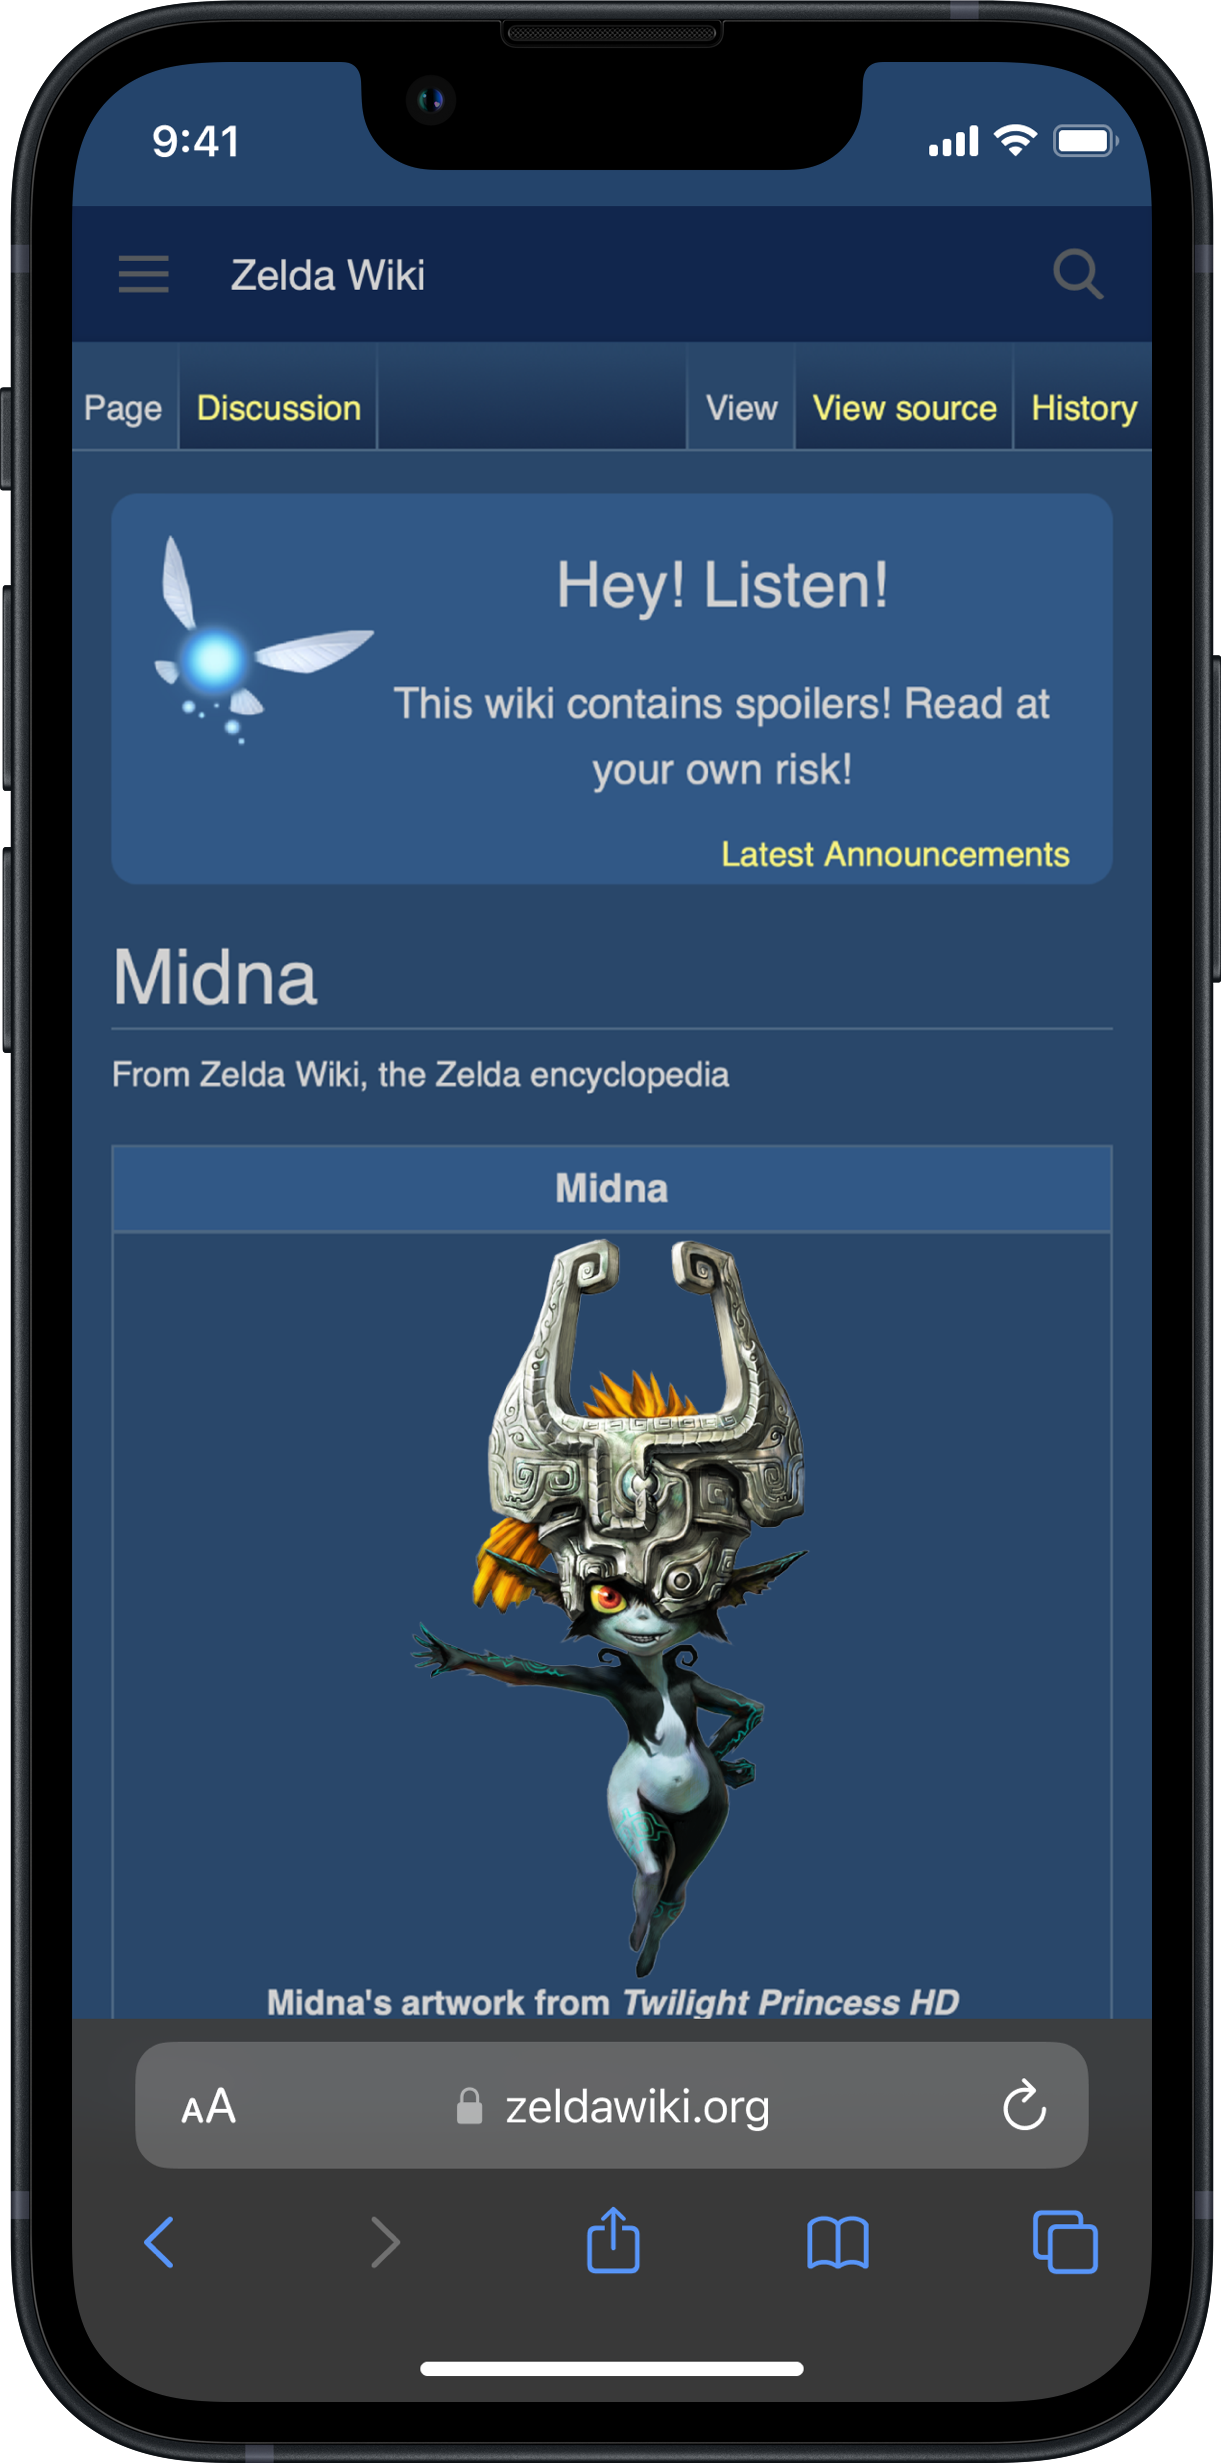 9:41
Zelda Wiki
Page Discussion View View source History
Hey! Listen!
This wiki contains spoilers! Read at
your own risk!
Latest Announcements
Midna
From Zelda Wiki, the Zelda encyclopedia
Midna
Midna's artwork from Twilight Princess HD
AA zeldawiki.org